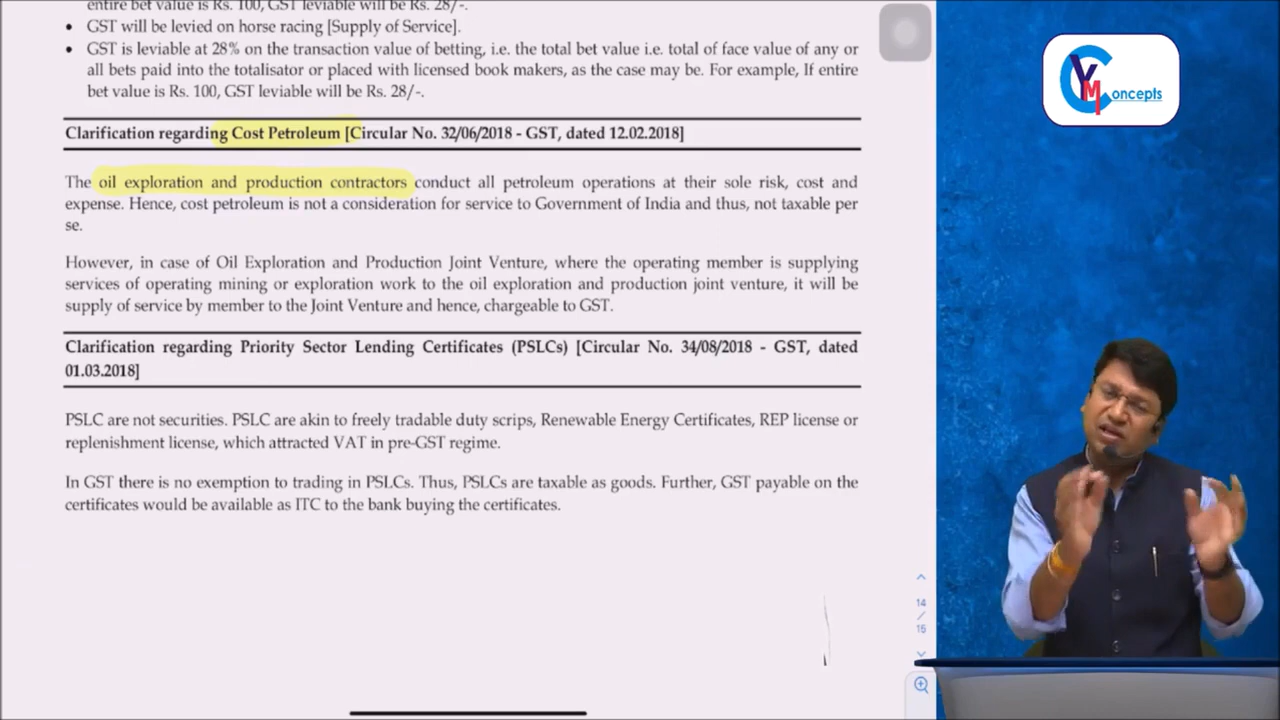 entire bet value is Rs. 100, GST leviable will be Rs. 28/-.
• GST will be levied on horse racing [Supply of Service].
• GST is leviable at 28% on the transaction value of betting, i.e. the total bet value i.e. total of face value of any or
all bets paid into the totalisator or placed with licensed book makers, as the case may be. For example, If entire
bet value is Rs. 100, GST leviable will be Rs. 28/-.
Clarification regarding Cost Petroleum [Circular No. 32/06/2018 - GST, dated 12.02.2018]
The oil exploration and production contractors conduct all petroleum operations at their sole risk, cost and
expense. Hence, cost petroleum is not a consideration for service to Government of India and thus, not taxable per
se.
However, in case of Oil Exploration and Production Joint Venture, where the operating member is supplying
services of operating mining or exploration work to the oil exploration and production joint venture, it will be
supply of service by member to the Joint Venture and hence, chargeable to GST.
Clarification regarding Priority Sector Lending Certificates (PSLCs) [Circular No. 34/08/2018 - GST, dated
01.03.2018]
PSLC are not securities. PSLC are akin to freely tradable duty scrips, Renewable Energy Certificates, REP license or
replenishment license, which attracted VAT in pre-GST regime.
In GST there is no exemption to trading in PSLCs. Thus, PSLCs are taxable as goods. Further, GST payable on the
certificates would be available as ITC to the bank buying the certificates.
14
/
15
YM Concepts